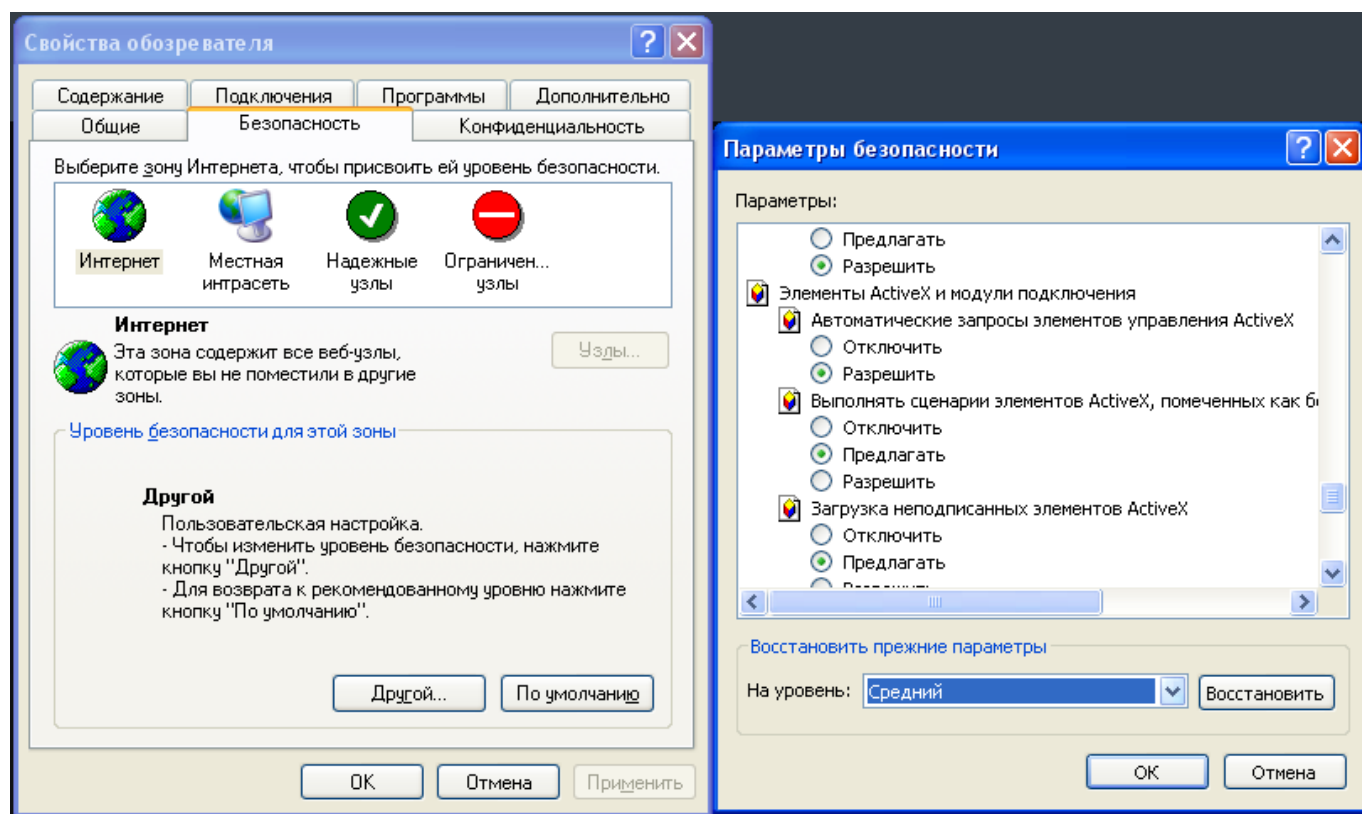 Свойства обозревателя
Содержание Подключения Программы Дополнительно
Общие Безопасность Конфиденциальность
Выберите зону Интернета, чтобы присвоить ей уровень безопасности.
Интернет Местная интрасеть Надежные узлы Ограничен... узлы
Интернет
Эта зона содержит все веб-узлы,
которые вы не поместили в другие
зоны.
Узлы...
Уровень безопасности для этой зоны
Другой
Пользовательская настройка.
- Чтобы изменить уровень безопасности, нажмите
кнопку "Другой".
- Для возврата к рекомендованному уровню нажмите
кнопку "По умолчанию".
Другой... По умолчанию
OK Отмена Применить
Параметры безопасности
Параметры:
Предлагать
Разрешить
Элементы ActiveX и модули подключения
Автоматические запросы элементов управления ActiveX
Отключить
Разрешить
Выполнять сценарии элементов ActiveX, помеченных как
Отключить
Предлагать
Разрешить
Загрузка неподписанных элементов ActiveX
Отключить
Предлагать
Восстановить прежние параметры
На уровень: Средний Восстановить
OK Отмена